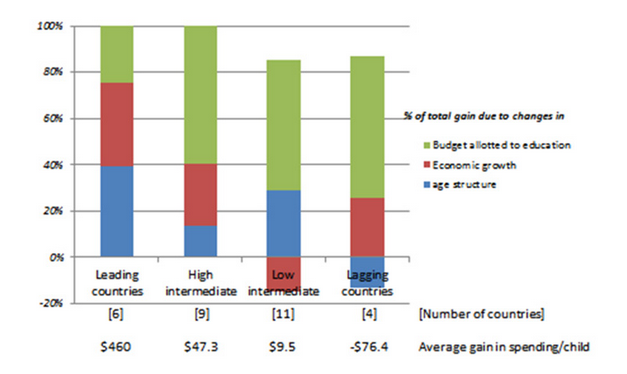 100%
80%
60%
40%
20%
0%
-20%
% of total gain due to changes in
Budget allotted to education
Economic growth
age structure
Leading countries
High intermediate
Low intermediate
Lagging countries
[6] [9] [11] [4] [Number of countries]
$460 $47.3 $9.5 -$76.4 Average gain in spending/child